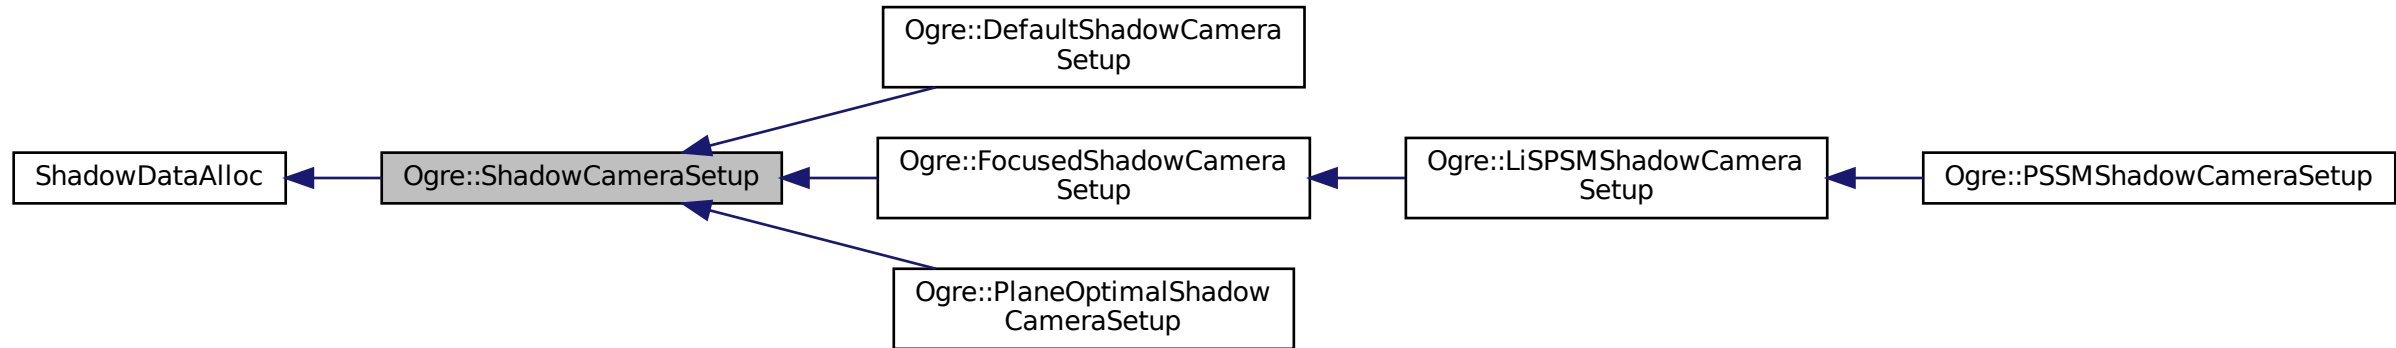 Ogre::DefaultShadowCamera
Setup
ShadowDataAlloc
Ogre::ShadowCameraSetup
Ogre::FocusedShadowCamera
Setup
Ogre::LiSPSMShadowCamera
Setup
Ogre::PSSMShadowCameraSetup
Ogre::PlaneOptimalShadow
CameraSetup